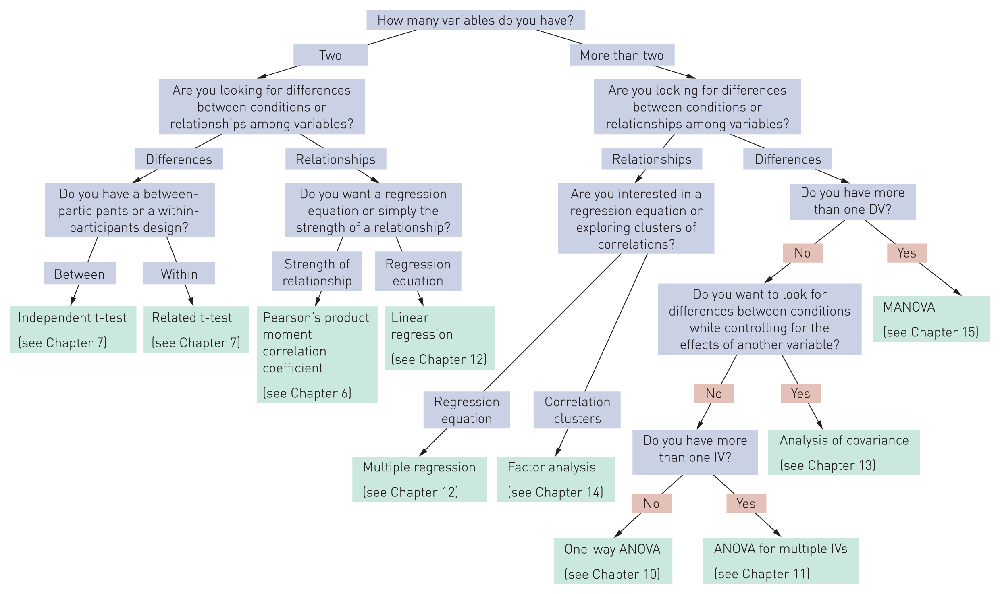 How many variables do you have?
Two
More than two
Are you looking for differences
between conditions or
relationships among variables?
Are you looking for differences
between conditions or
relationships among variables?
Differences
Relationships
Relationships
Differences
Do you have a between-
participants or a within-
participants design?
Do you want a regression
equation or simply the
strength of a relationship?
Are you interested in a
regression equation or
exploring clusters of
correlations?
Do you have more
than one DV?
No
Yes
Between
Within
Strength of
relationship
Regression
equation
Do you want to look for
differences between conditions
while controlling for the
effects of another variable?
MANOVA
(see Chapter 15)
Independent t-test
(see Chapter 7)
Related t-test
(see Chapter 7)
Pearson’s product
moment
correlation
coefficient
(see Chapter 6)
Linear
regression
(see Chapter 12)
Regression
equation
Correlation
clusters
No
Yes
Do you have more
than one IV?
Analysis of covariance
(see Chapter 13)
Multiple regression
(see Chapter 12)
Factor analysis
(see Chapter 14)
No
Yes
One-way ANOVA
(see Chapter 10)
ANOVA for multiple IVs
(see Chapter 11)